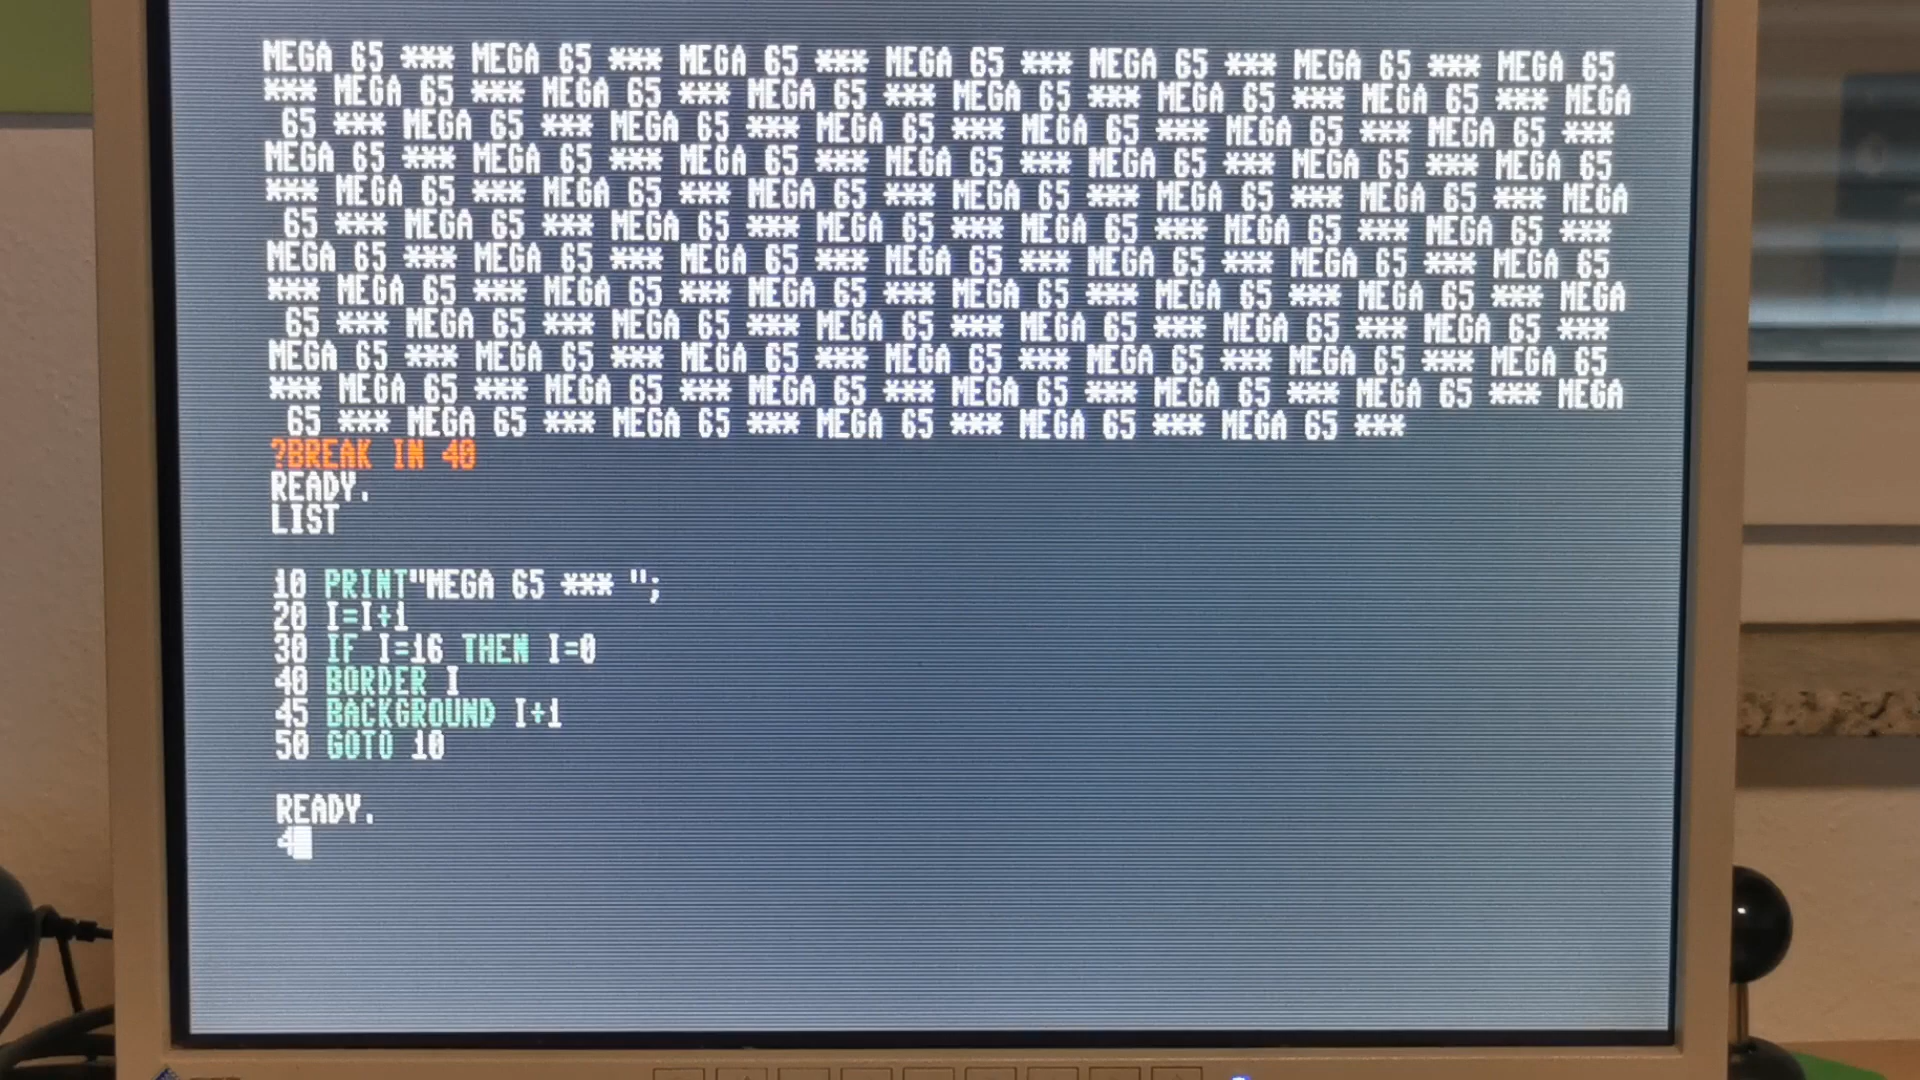 MEGA 65 *** MEGA 65 *** MEGA 65 *** MEGA 65 *** MEGA 65 *** MEGA 65 *** MEGA 65
*** MEGA 65 *** MEGA 65 *** MEGA 65 *** MEGA 65 *** MEGA 65 *** MEGA 65 *** MEGA
65 *** MEGA 65 *** MEGA 65 *** MEGA 65 *** MEGA 65 *** MEGA 65 *** MEGA 65 ***
MEGA 65 *** MEGA 65 *** MEGA 65 *** MEGA 65 *** MEGA 65 *** MEGA 65 *** MEGA 65
*** MEGA 65 *** MEGA 65 *** MEGA 65 *** MEGA 65 *** MEGA 65 *** MEGA 65 *** MEGA
65 *** MEGA 65 *** MEGA 65 *** MEGA 65 *** MEGA 65 *** MEGA 65 *** MEGA 65 ***
MEGA 65 *** MEGA 65 *** MEGA 65 *** MEGA 65 *** MEGA 65 *** MEGA 65 *** MEGA 65
*** MEGA 65 *** MEGA 65 *** MEGA 65 *** MEGA 65 *** MEGA 65 *** MEGA 65 *** MEGA
65 *** MEGA 65 *** MEGA 65 *** MEGA 65 *** MEGA 65 *** MEGA 65 *** MEGA 65 ***
MEGA 65 *** MEGA 65 *** MEGA 65 *** MEGA 65 *** MEGA 65 *** MEGA 65 *** MEGA 65
*** MEGA 65 *** MEGA 65 *** MEGA 65 *** MEGA 65 *** MEGA 65 *** MEGA 65 *** MEGA
65 *** MEGA 65 *** MEGA 65 *** MEGA 65 *** MEGA 65 *** MEGA 65 ***
?BREAK IN 40
READY.
LIST
10 PRINT"MEGA 65 *** ";
20 I=I+1
30 IF I=16 THEN I=0
40 BORDER I
45 BACKGROUND I+1
50 GOTO 10
READY.
4